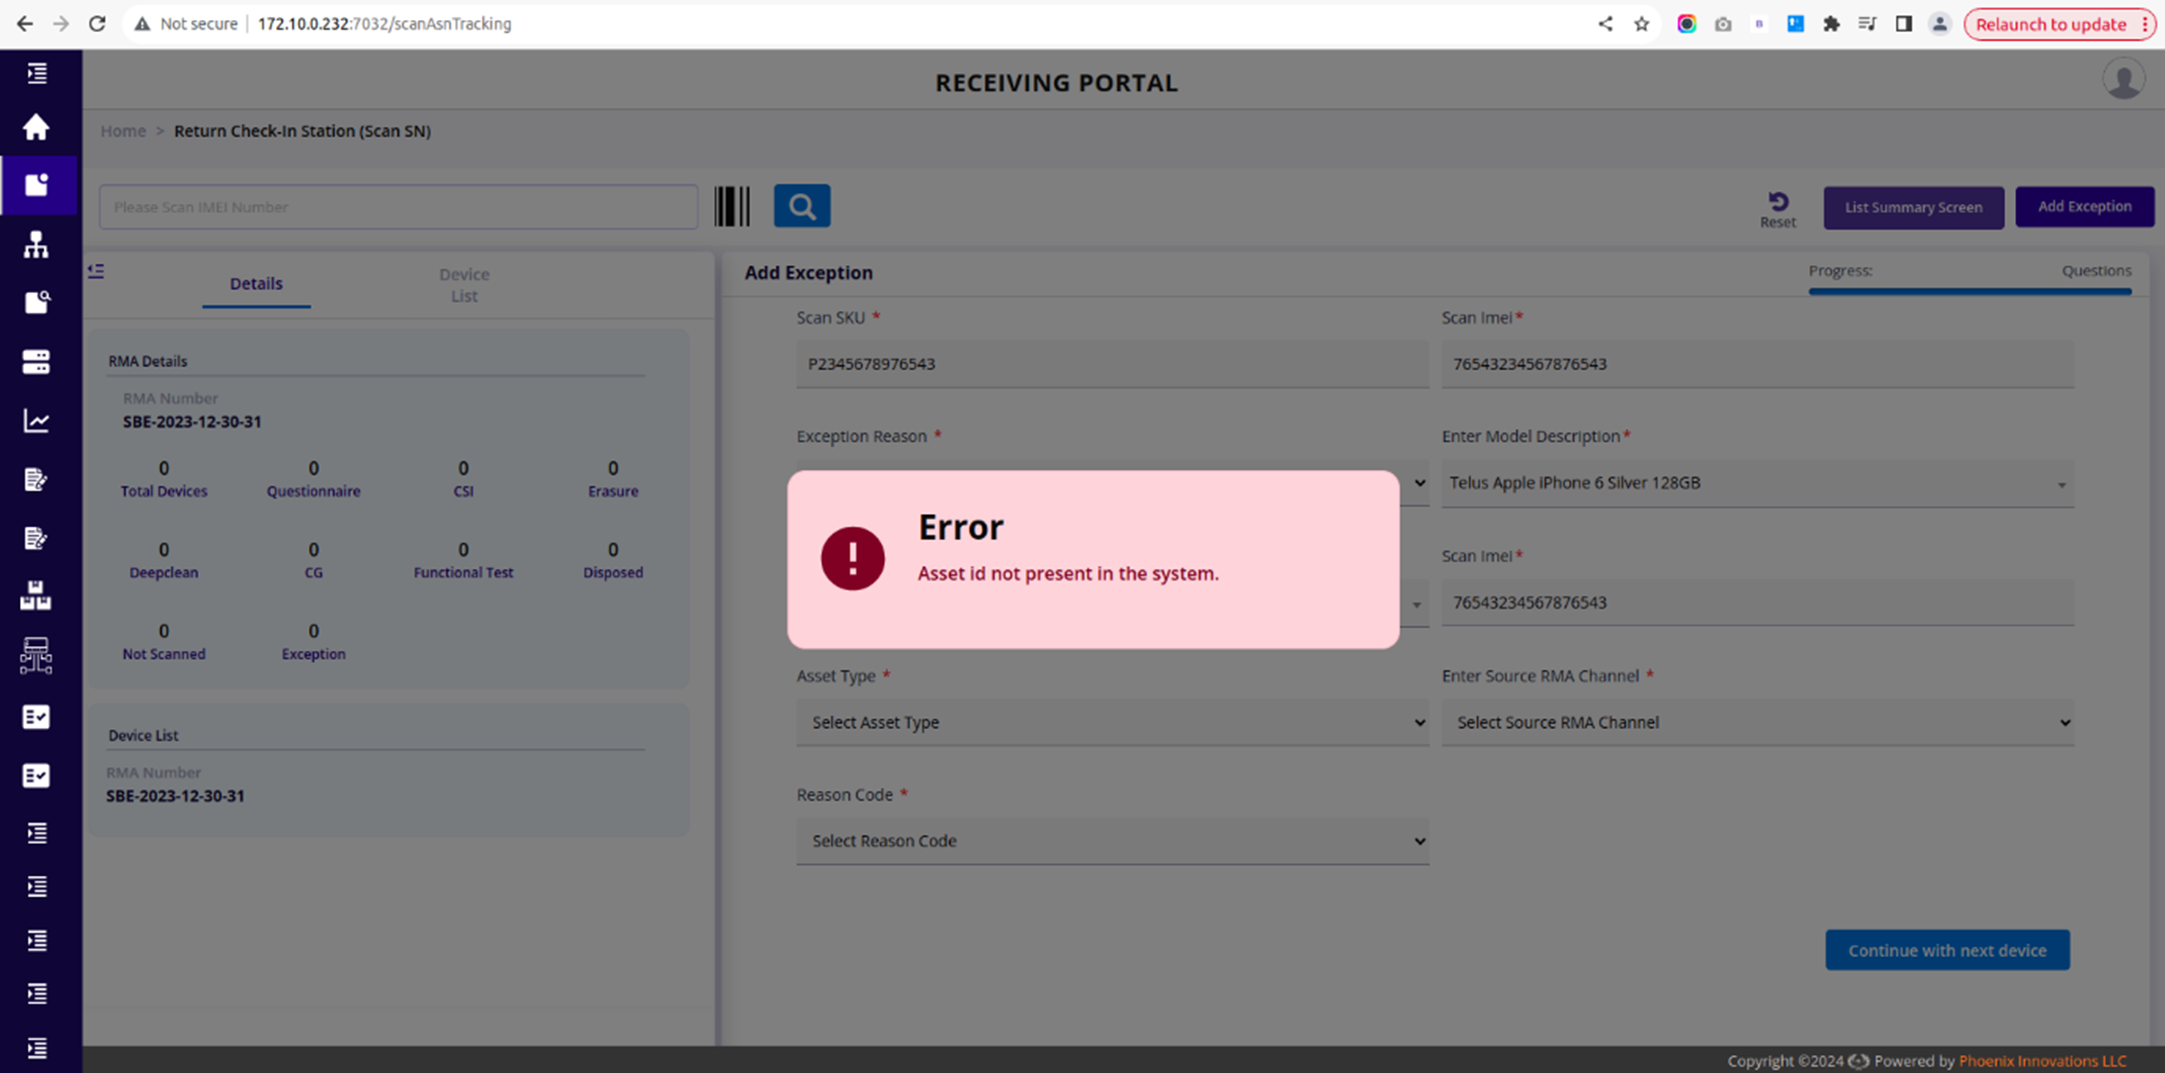 Not secure | 172.10.0.232:7032/scanAsnTracking
Relaunch to update
RECEIVING PORTAL
Home > Return Check-In Station (Scan SN)
Please Scan IMEI Number
Reset
List Summary Screen
Add Exception
Details
Device
List
RMA Details
RMA Number
SBE-2023-12-30-31
0 0 0 0
Total Devices Questionnaire CSI Erasure
0 0 0 0
Deepclean CG Functional Test Disposed
0 0
Not Scanned Exception
Device List
RMA Number
SBE-2023-12-30-31
Add Exception
Progress: Questions
Scan SKU * Scan Imei*
P2345678976543 76543234567876543
Exception Reason * Enter Model Description*
Telus Apple iPhone 6 Silver 128GB
Error
Asset id not present in the system.
Scan Imei*
76543234567876543
Asset Type * Enter Source RMA Channel *
Select Asset Type Select Source RMA Channel
Reason Code *
Select Reason Code
Continue with next device
Copyright ©2024 Powered by Phoenix Innovations LLC